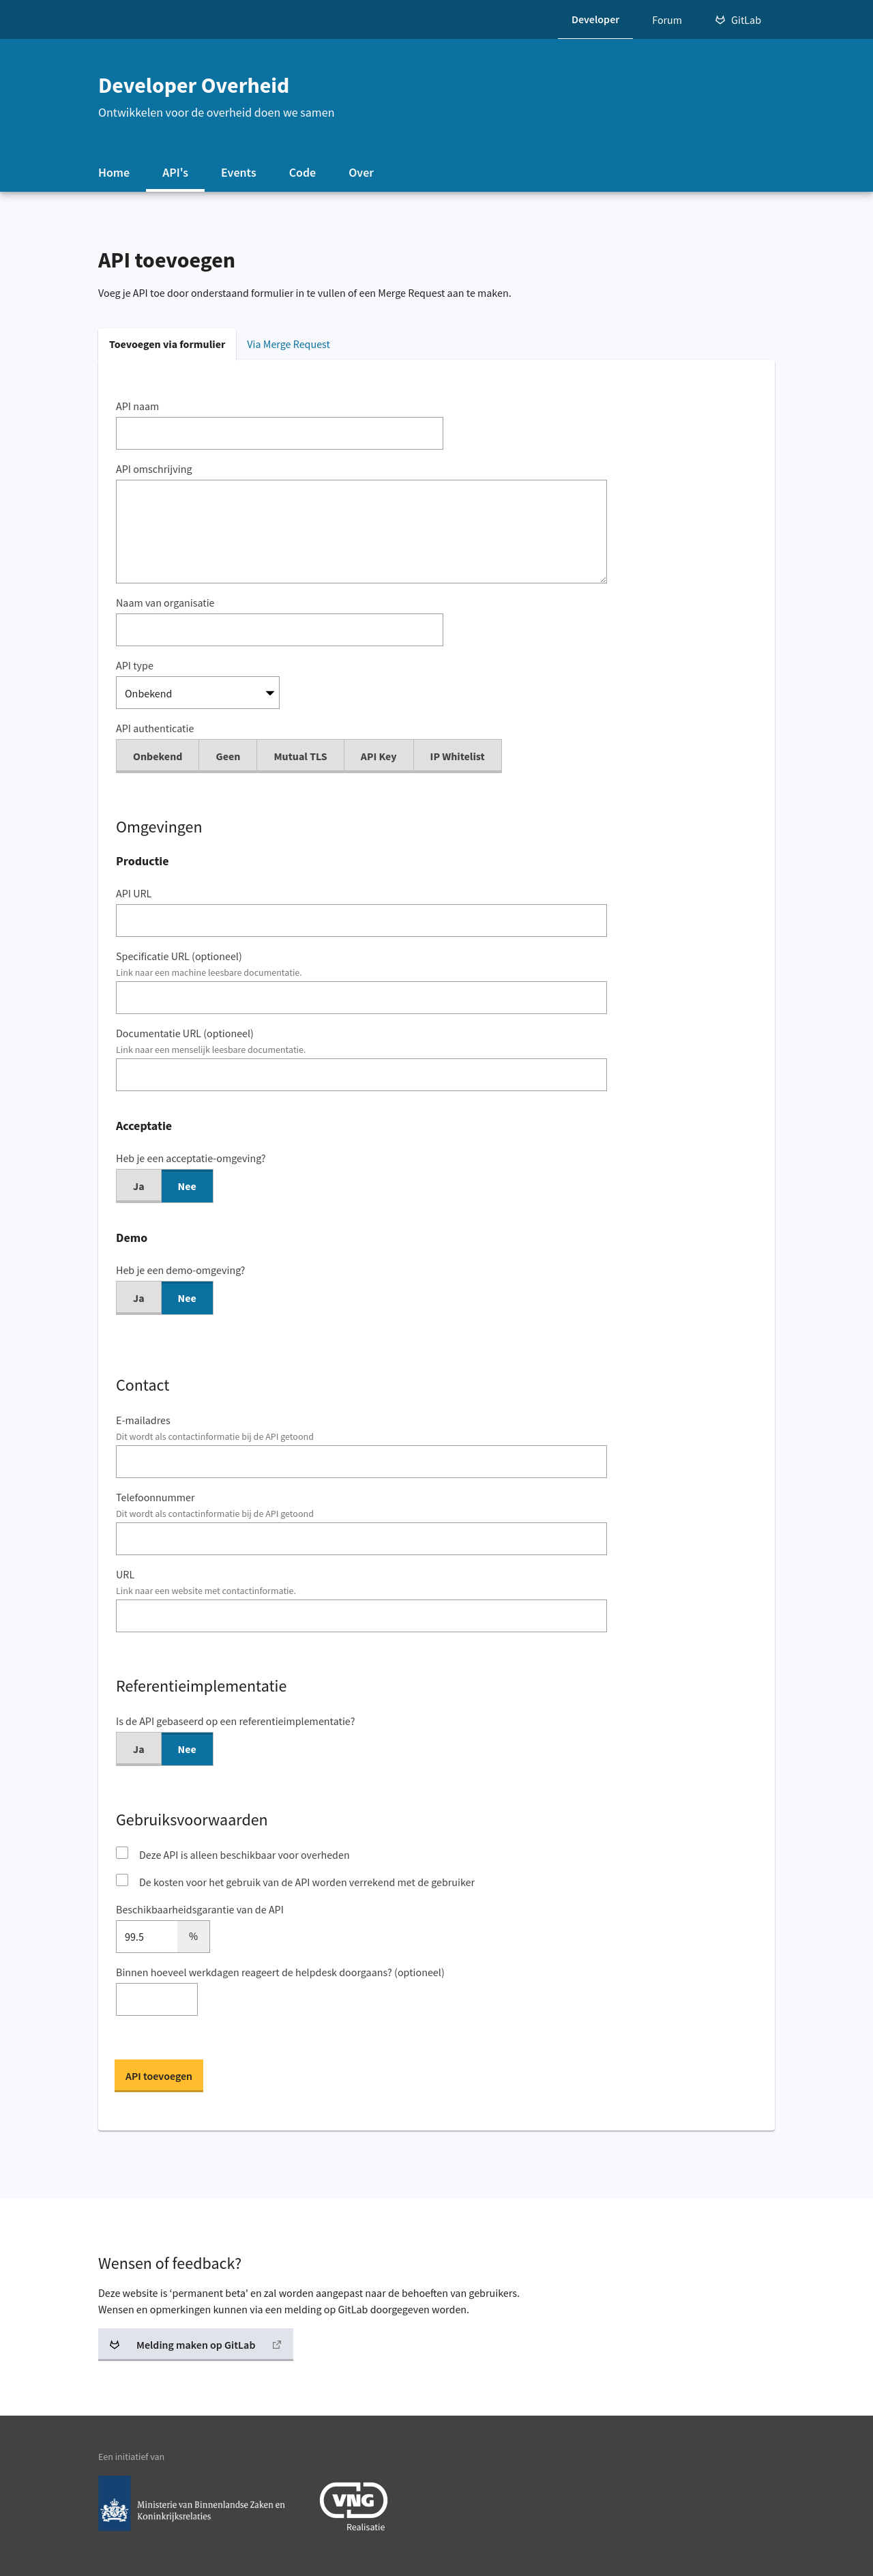 Developer
Forum
GitLab
Developer Overheid
Ontwikkelen voor de overheid doen we samen
Home
API's
Events
Code
Over
API toevoegen
Voeg je API toe door onderstaand formulier in te vullen of een Merge Request aan te maken.
Toevoegen via formulier
Via Merge Request
API naam
API omschrijving
Naam van organisatie
API type
Onbekend
API authenticatie
Onbekend
Geen
Mutual TLS
API Key
IP Whitelist
Omgevingen
Productie
API URL
Specificatie URL (optioneel)
Link naar een machine leesbare documentatie.
Documentatie URL (optioneel)
Link naar een menselijk leesbare documentatie.
Acceptatie
Heb je een acceptatie-omgeving?
Ja
Nee
Demo
Heb je een demo-omgeving?
Ja
Nee
Contact
E-mailadres
Dit wordt als contactinformatie bij de API getoond
Telefoonnummer
Dit wordt als contactinformatie bij de API getoond
URL
Link naar een website met contactinformatie.
Referentieimplementatie
Is de API gebaseerd op een referentieimplementatie?
Ja
Nee
Gebruiksvoorwaarden
Deze API is alleen beschikbaar voor overheden
De kosten voor het gebruik van de API worden verrekend met de gebruiker
Beschikbaarheidsgarantie van de API
99.5
%
Binnen hoeveel werkdagen reageert de helpdesk doorgaans? (optioneel)
API toevoegen
Wensen of feedback?
Deze website is ‘permanent beta’ en zal worden aangepast naar de behoeften van gebruikers.
Wensen en opmerkingen kunnen via een melding op GitLab doorgegeven worden.
Melding maken op GitLab
Een initiatief van
Ministerie van Binnenlandse Zaken en
Koninkrijksrelaties
VNG
Realisatie